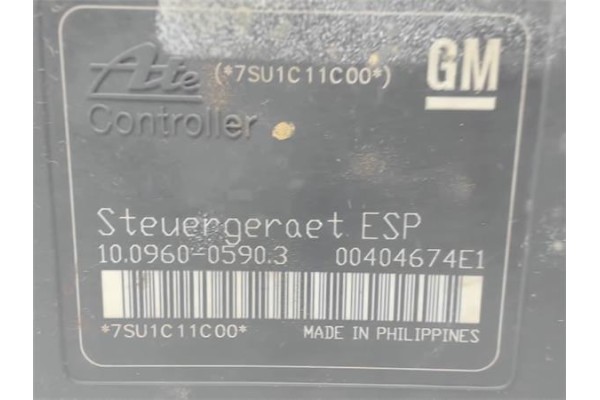 Ate (*7SU1C11C00*) GM
Controller
Steuergeraet ESP
10.0960-0590.3 00404674E1
*7SU1C11C00* MADE IN PHILIPPINES